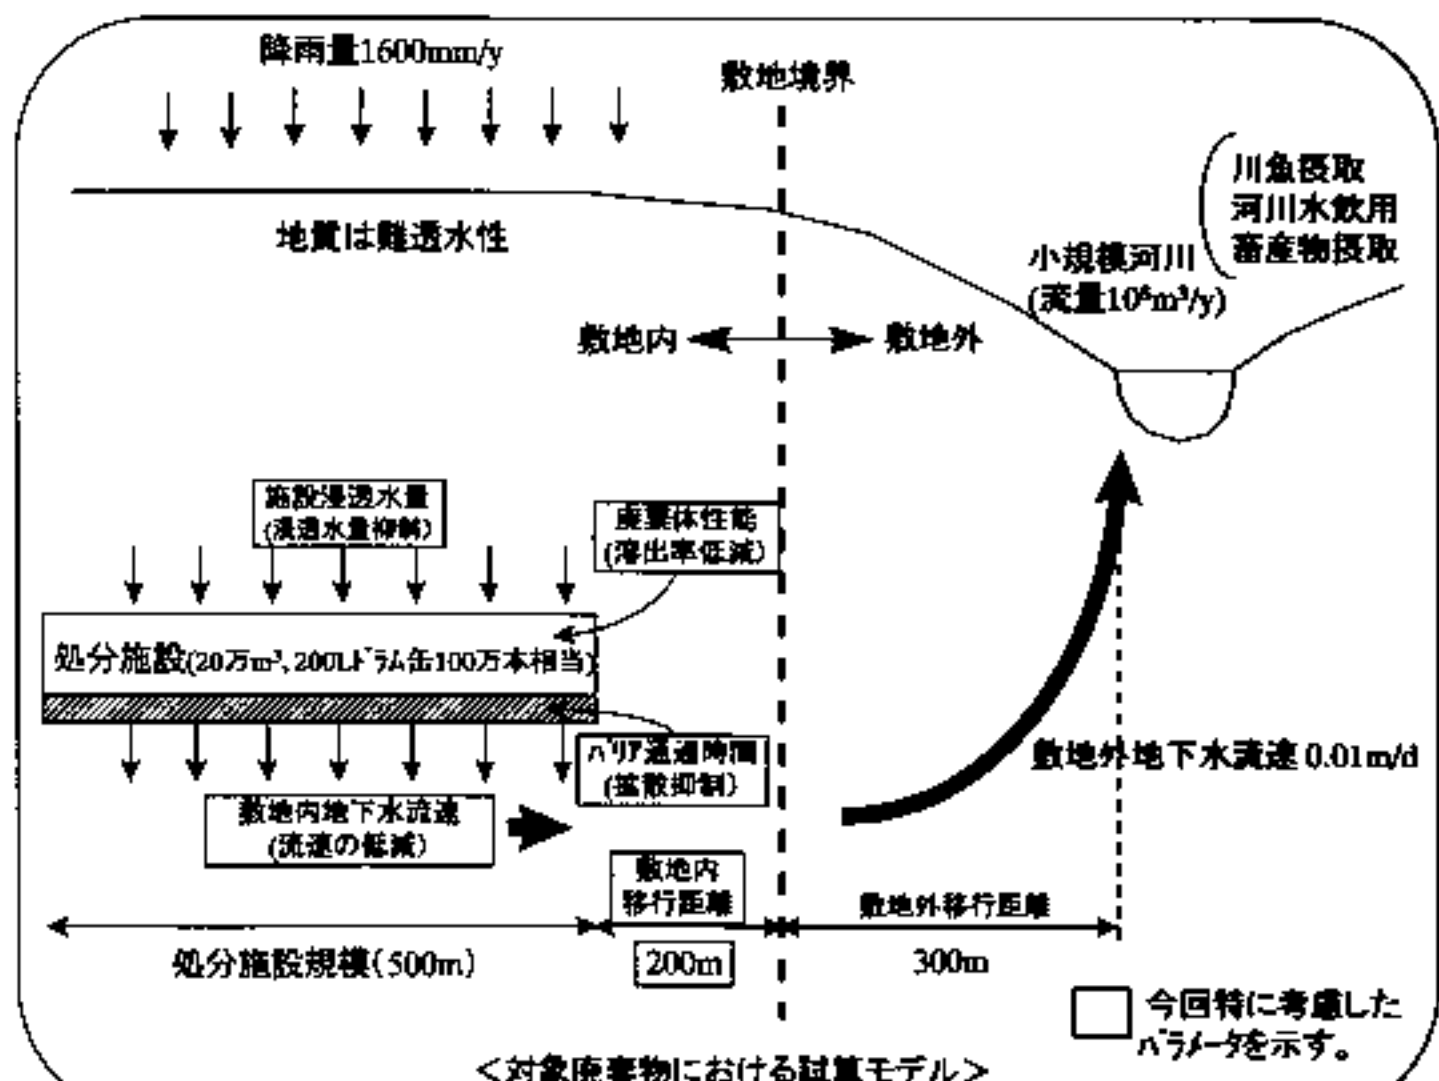 降雨量1600mm/y
敷地境界
川魚摂取
河川水飲用
畜産物摂取
地質は難透水性
小規模河川
(流量10⁶m³/y)
敷地内
敷地外
施設浸透水量
(浸透水量抑制)
廃棄体性能
(溶出率低減)
処分施設(20万m³、200Lドラム缶100万本相当)
バリア通過時間
(拡散抑制)
敷地外地下水流速 0.01m/d
敷地内地下水流速
(流速の低減)
敷地内
移行距離
敷地外移行距離
処分施設規模(500m)
200m
300m
今回特に考慮した
パラメータを示す。
<対象廃棄物における試算モデル>